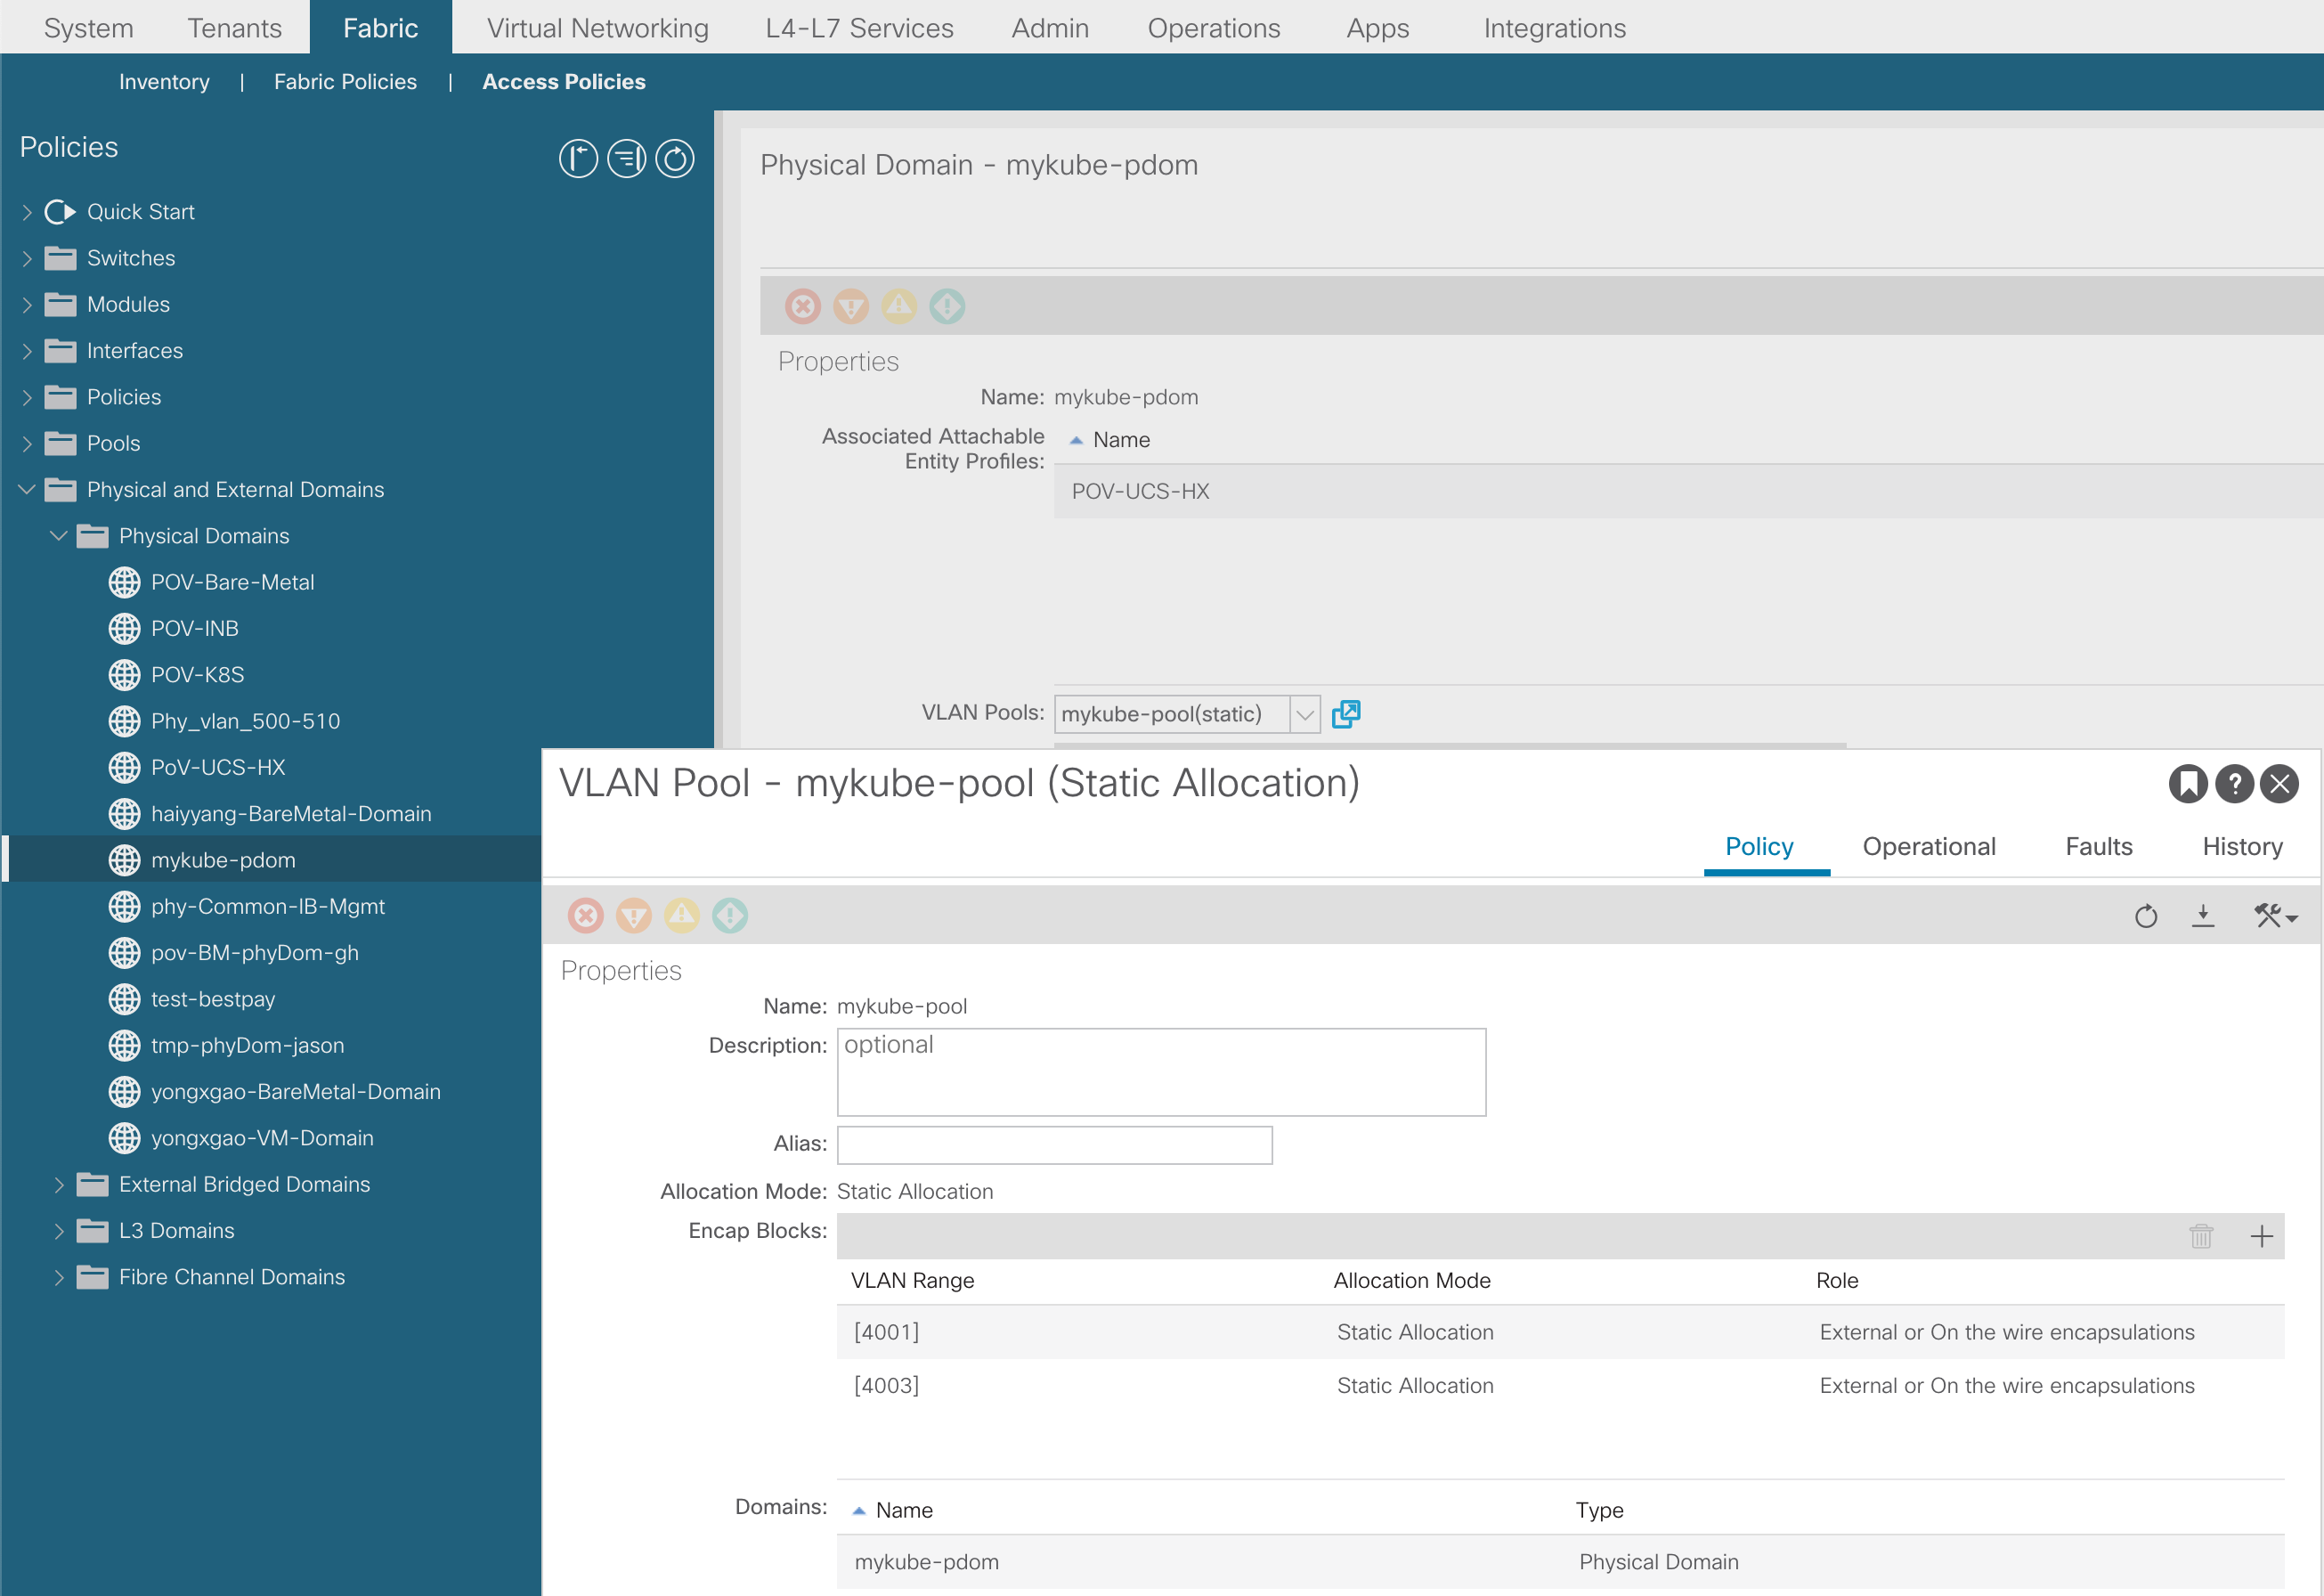 System Tenants Fabric Virtual Networking L4-L7 Services Admin Operations Apps Integrations
Inventory | Fabric Policies | Access Policies
Policies
Quick Start
Switches
Modules
Interfaces
Policies
Pools
Physical and External Domains
Physical Domains
POV-Bare-Metal
POV-INB
POV-K8S
Phy_vlan_500-510
PoV-UCS-HX
haiyyang-BareMetal-Domain
mykube-pdom
phy-Common-IB-Mgmt
pov-BM-phyDom-gh
test-bestpay
tmp-phyDom-jason
yongxgao-BareMetal-Domain
yongxgao-VM-Domain
External Bridged Domains
L3 Domains
Fibre Channel Domains
Physical Domain - mykube-pdom
Properties
Name: mykube-pdom
Associated Attachable
Entity Profiles:
Name
POV-UCS-HX
VLAN Pools: mykube-pool(static)
VLAN Pool - mykube-pool (Static Allocation)
Policy Operational Faults History
Properties
Name: mykube-pool
Description: optional
Alias:
Allocation Mode: Static Allocation
Encap Blocks:
VLAN Range Allocation Mode Role
[4001] Static Allocation External or On the wire encapsulations
[4003] Static Allocation External or On the wire encapsulations
Domains: Name Type
mykube-pdom Physical Domain